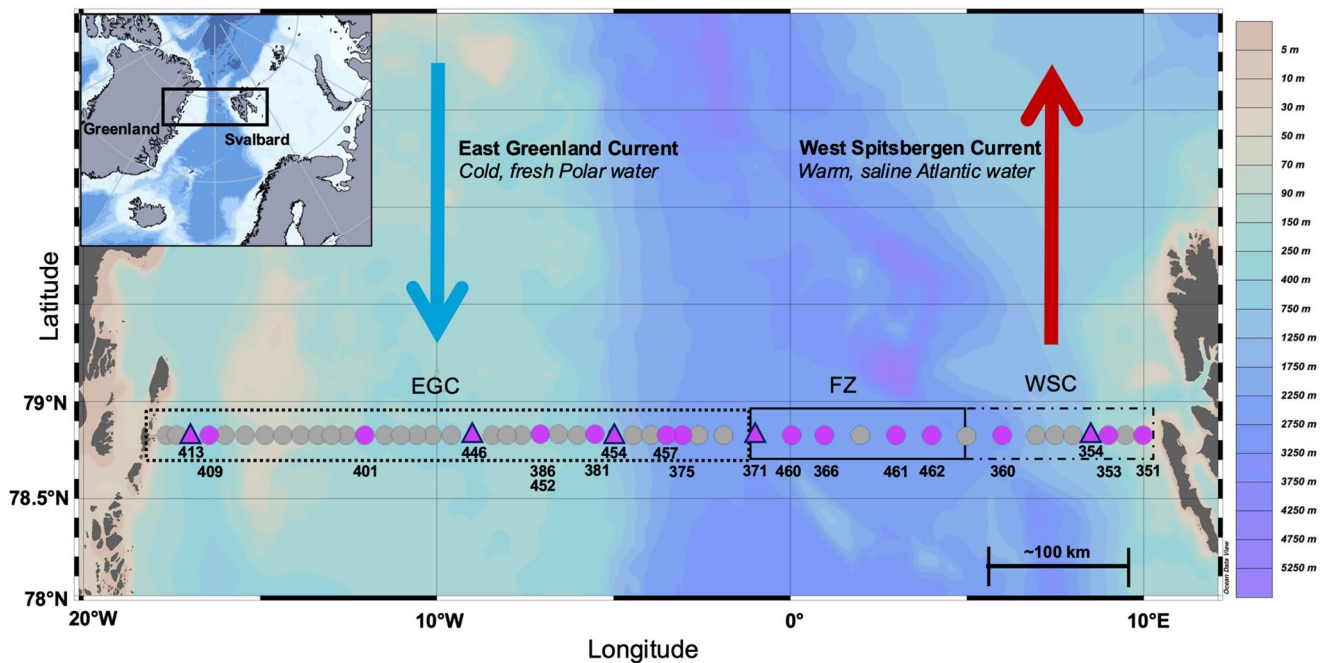 Greenland
Svalbard
East Greenland Current
Cold, fresh Polar water
West Spitsbergen Current
Warm, saline Atlantic water
EGC
FZ
WSC
413
409
401
446
386
452
381
454
457
375
371
460
366
461
462
360
354
353
351
~100 km
Ocean Data View
Latitude
79°N
78.5°N
78°N
20°W
10°W
0°
10°E
Longitude
5 m
10 m
30 m
50 m
70 m
90 m
150 m
250 m
400 m
750 m
1250 m
1750 m
2250 m
2750 m
3250 m
3750 m
4250 m
4750 m
5250 m